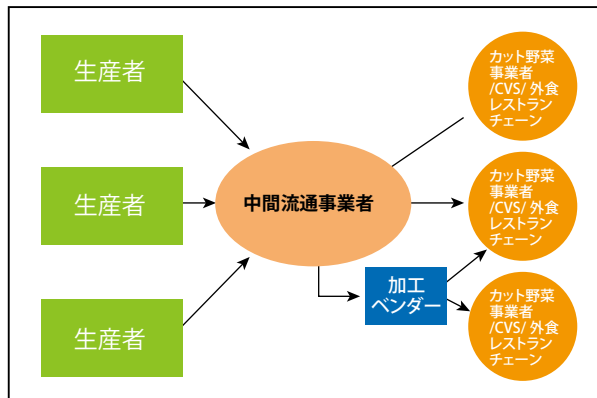 生産者
生産者
生産者
中間流通事業者
加工
ベンダー
カット野菜
事業者
/CVS/ 外食
レストラン
チェーン
カット野菜
事業者
/CVS/ 外食
レストラン
チェーン
カット野菜
事業者
/CVS/ 外食
レストラン
チェーン